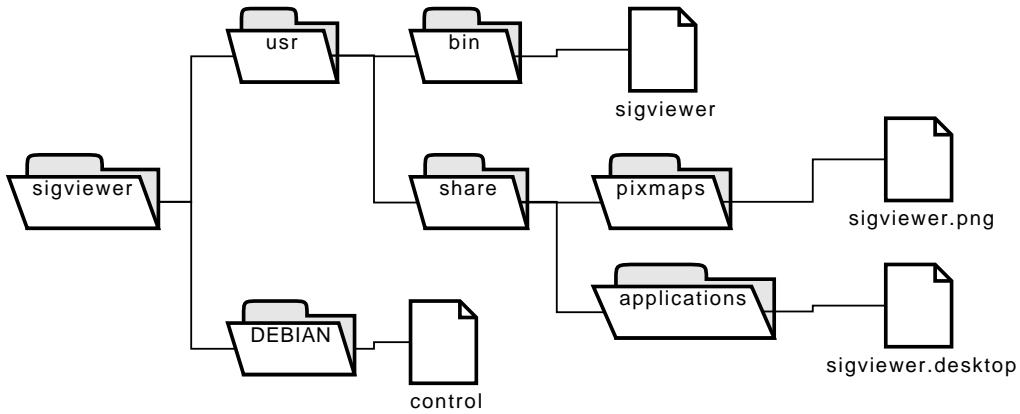 usr
bin
sigviewer
sigviewer
share
pixmaps
sigviewer.png
applications
DEBIAN
sigviewer.desktop
control